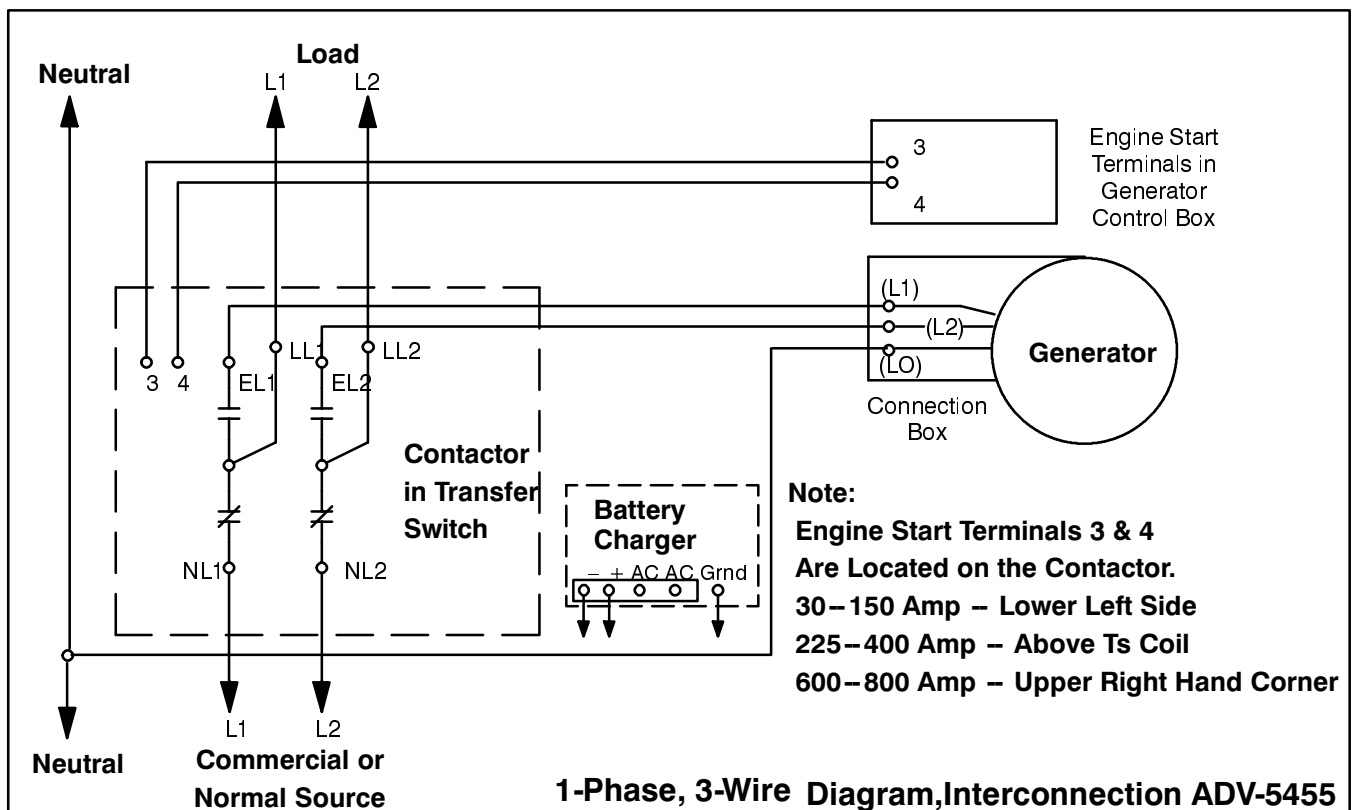 Load
Neutral
L1
L2
3
4
Engine Start
Terminals in
Generator
Control Box
(L1)
(L2)
(LO)
Generator
Connection
Box
LL1
LL2
3
4
EL1
EL2
Contactor
in Transfer
Switch
NL1
NL2
Battery
Charger
– + AC AC Grnd
Note:
Engine Start Terminals 3 & 4
Are Located on the Contactor.
30--150 Amp -- Lower Left Side
225--400 Amp -- Above Ts Coil
600--800 Amp -- Upper Right Hand Corner
L1
L2
Neutral
Commercial or
Normal Source
1-Phase, 3-Wire Diagram,Interconnection ADV-5455